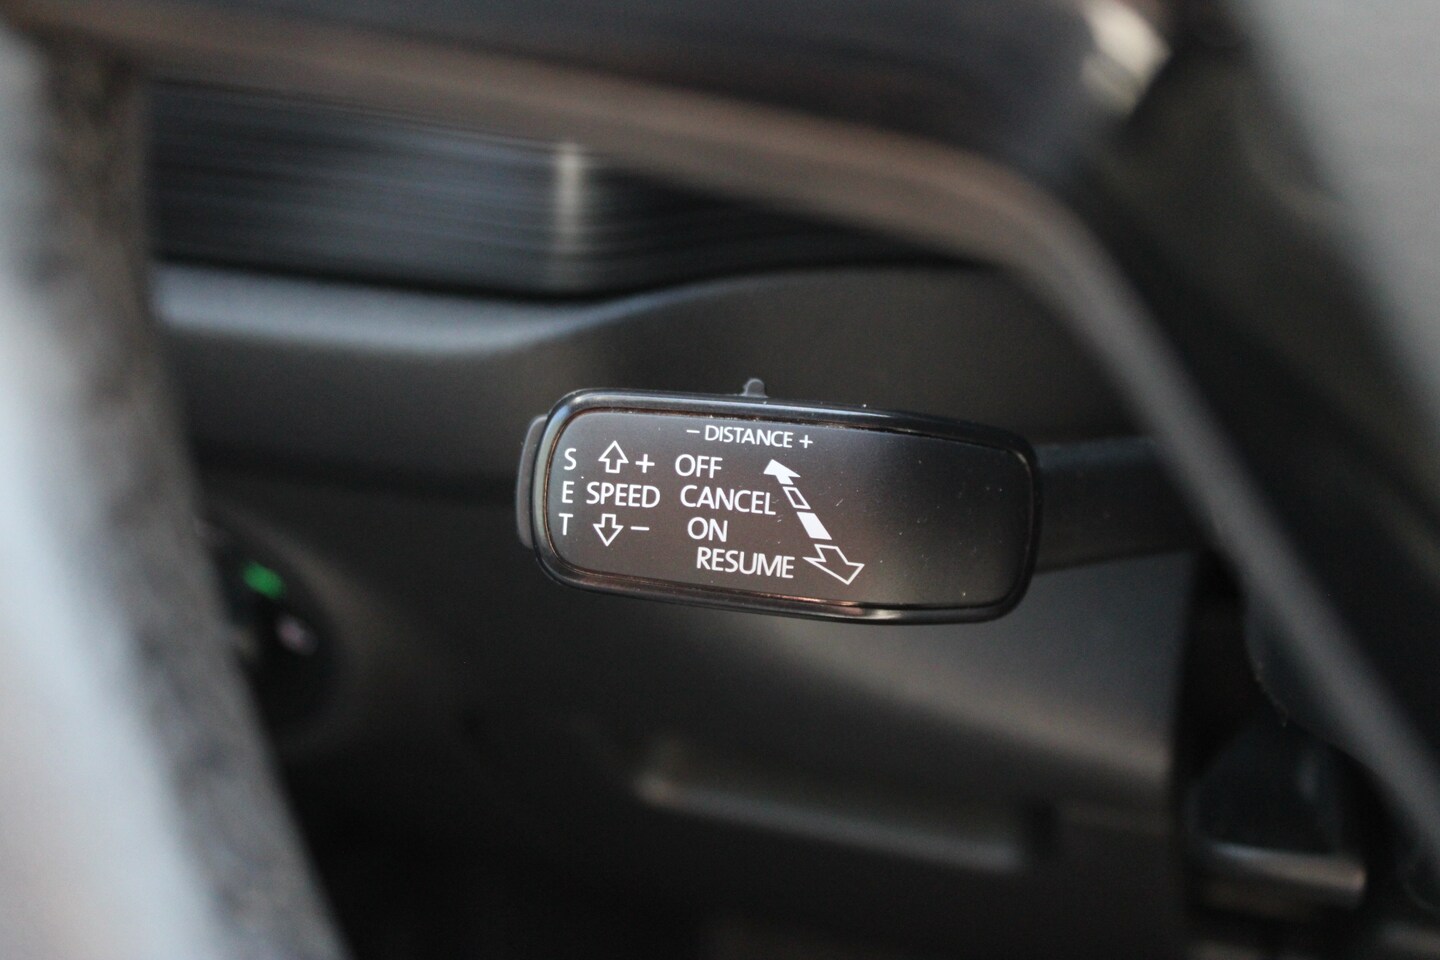 − DISTANCE +
S + OFF
E SPEED CANCEL
T − ON
RESUME